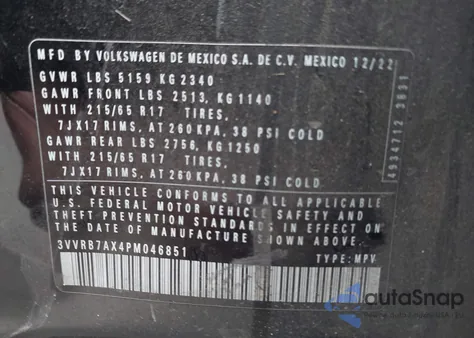 MFD BY VOLKSWAGEN DE MEXICO S.A. DE C.V. MEXICO 12/22
GVWR LBS 5159 KG 2340
GAWR FRONT LBS 2513, KG 1140
WITH 215/65 R17 TIRES,
7JX17 RIMS, AT 260 KPA, 38 PSI COLD
GAWR REAR LBS 2756, KG 1250
WITH 215/65 R17 TIRES,
7JX17 RIMS, AT 260 KPA, 38 PSI COLD
THIS VEHICLE CONFORMS TO ALL APPLICABLE
U.S. FEDERAL MOTOR VEHICLE SAFETY AND
THEFT PREVENTION STANDARDS IN EFFECT ON
THE DATE OF MANUFACTURE SHOWN ABOVE
3VVRB7AX4PM046851
TYPE: MPV
4934712 3631
autoSnap